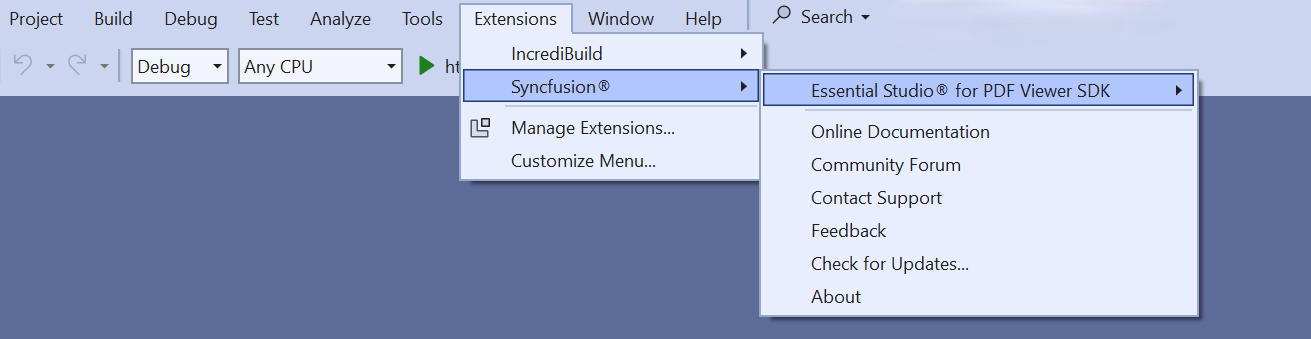 Project Build Debug Test Analyze Tools Extensions Window Help Search
Debug Any CPU
IncrediBuild
Syncfusion®
Manage Extensions...
Customize Menu...
Essential Studio® for PDF Viewer SDK
Online Documentation
Community Forum
Contact Support
Feedback
Check for Updates...
About